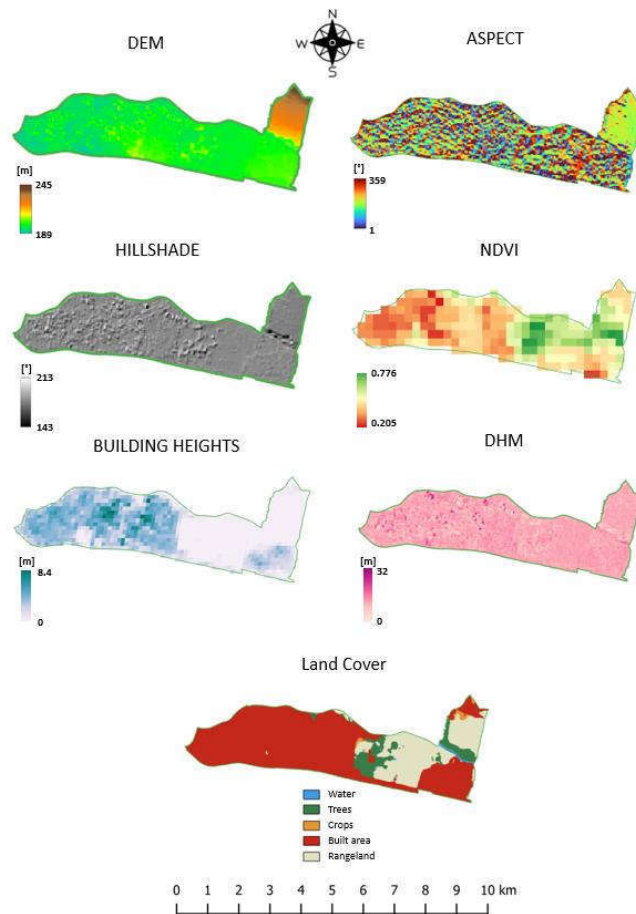 N
W E
S
DEM
ASPECT
[m]
245
189
[°]
359
1
HILLSHADE
NDVI
[°]
213
143
0.776
0.205
BUILDING HEIGHTS
DHM
[m]
8.4
0
[m]
32
0
Land Cover
Water
Trees
Crops
Built area
Rangeland
0 1 2 3 4 5 6 7 8 9 10 km